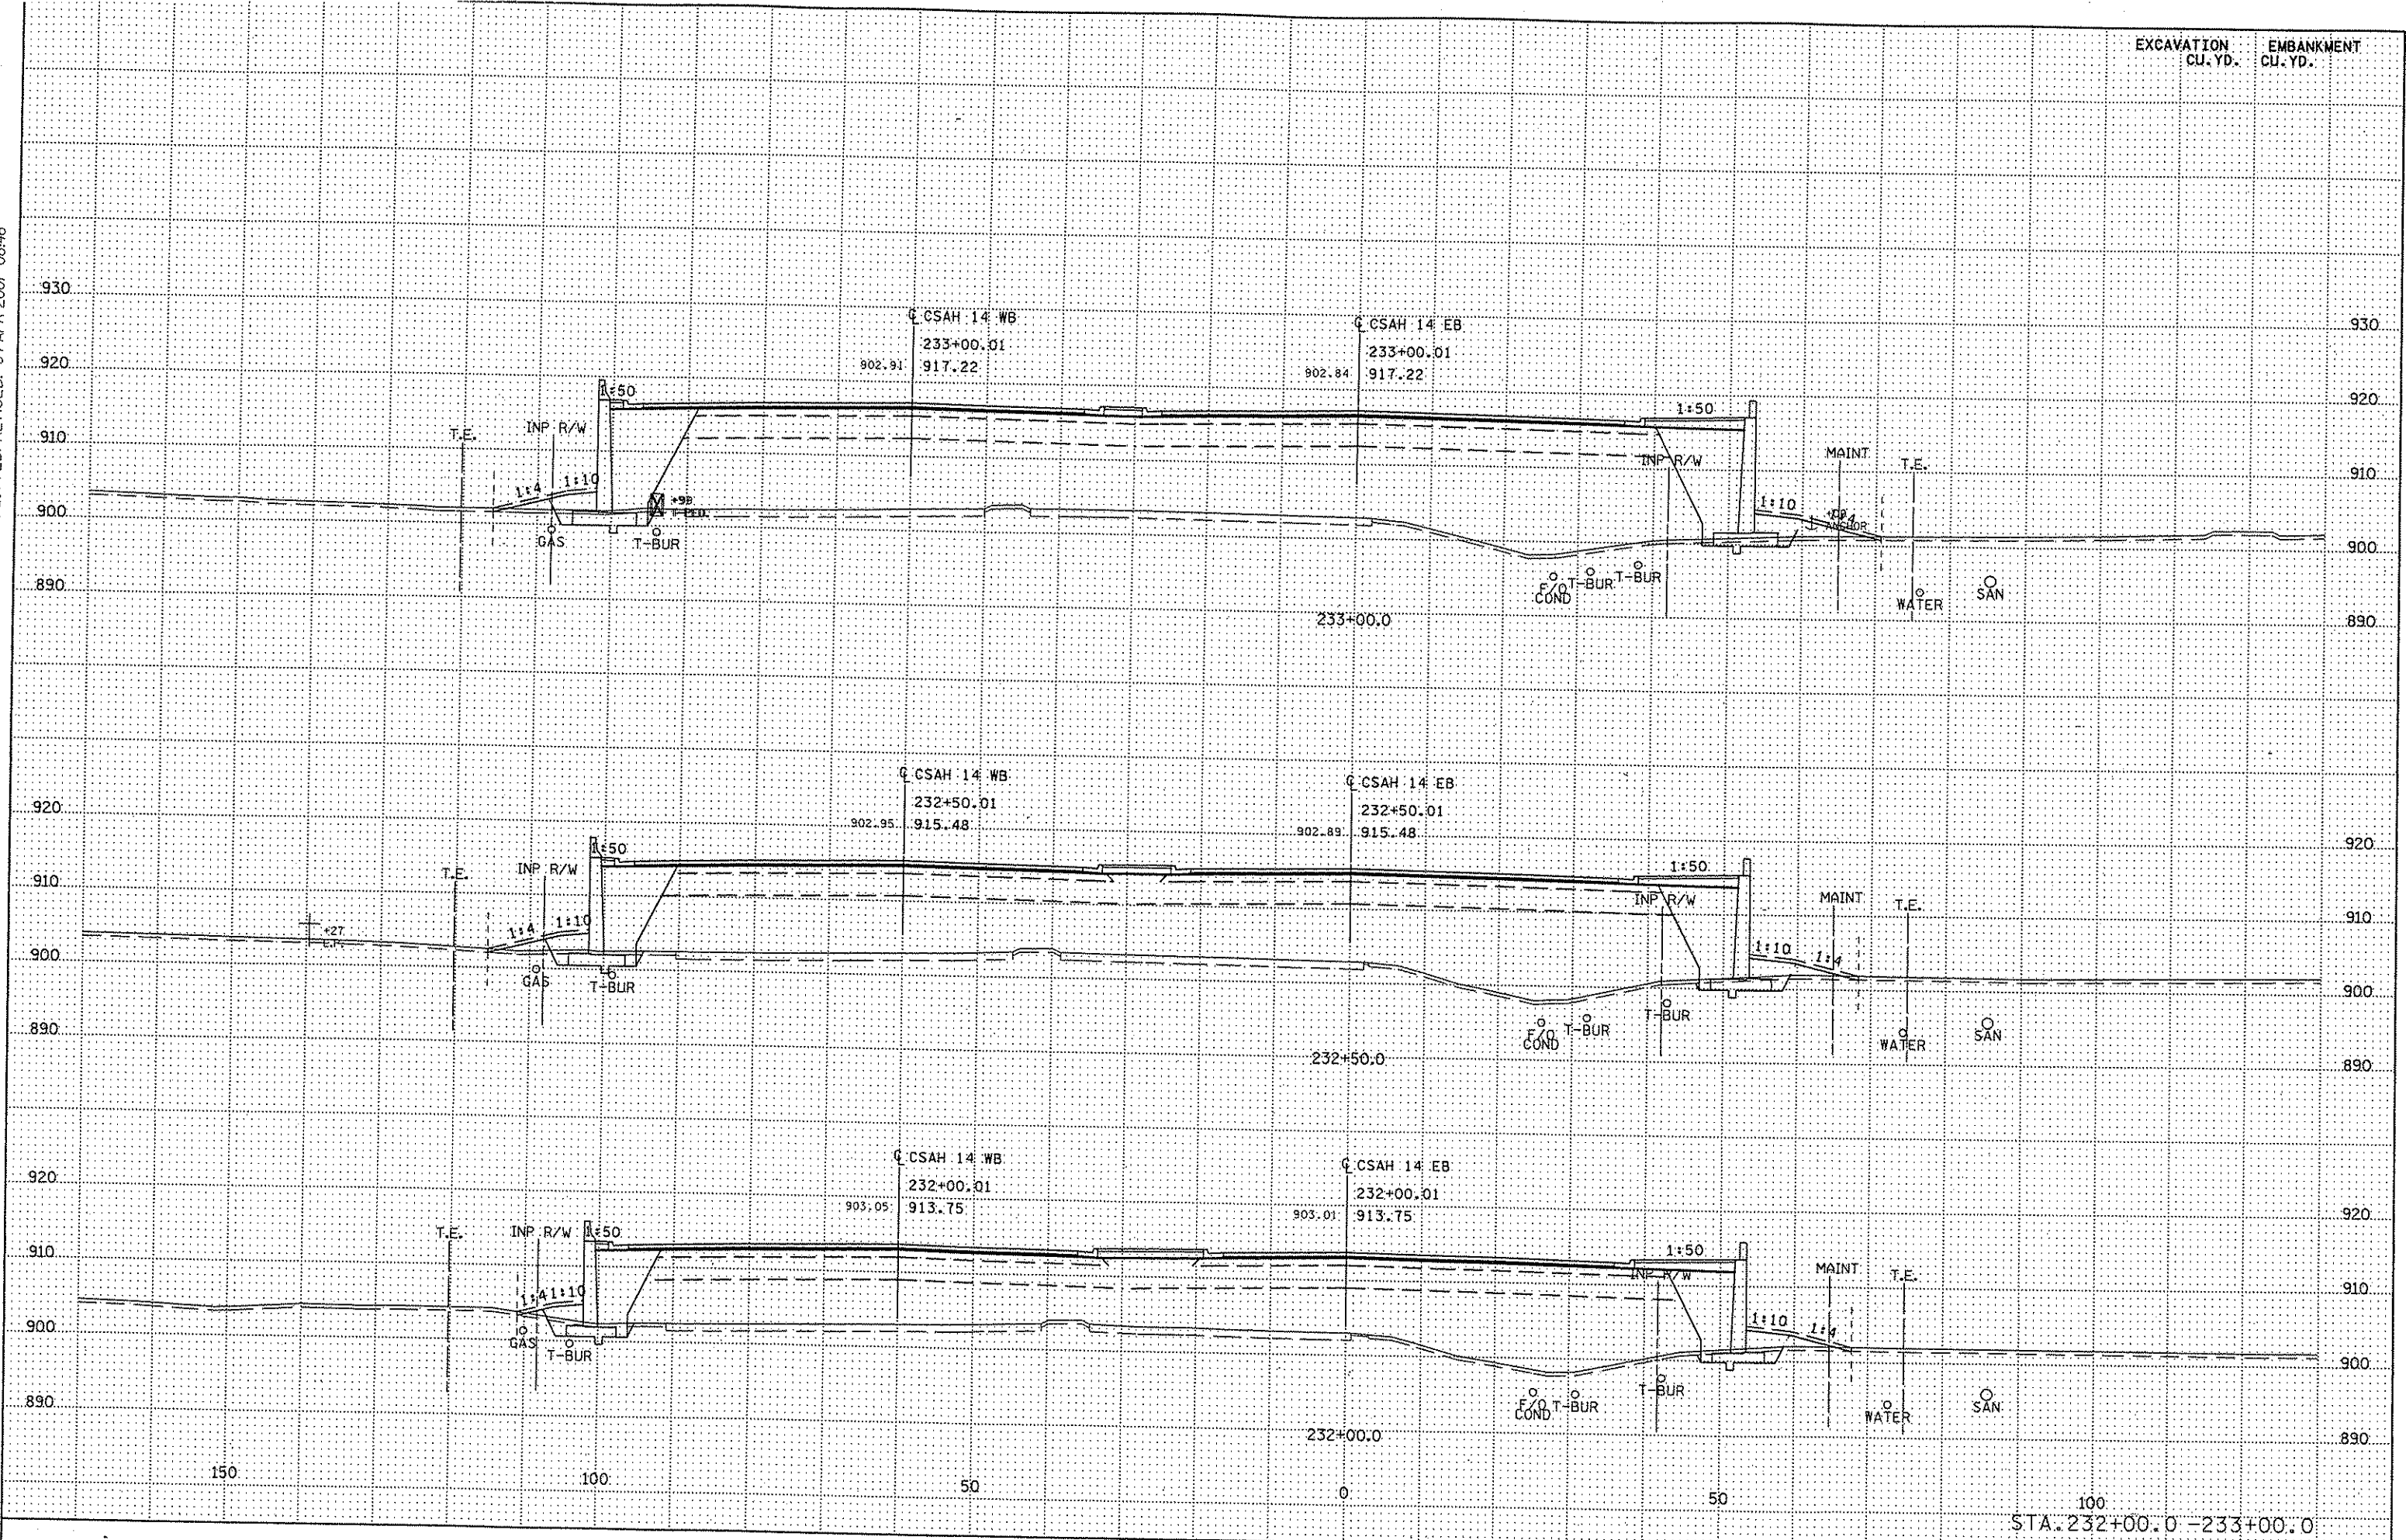 EXCAVATION EMBANKMENT
CU.YD. CU.YD.
930 930
℄ CSAH 14 WB ℄ CSAH 14 EB
233+00.01 233+00.01
902.91 917.22 902.84 917.22
920 920
1:50 1:50
T.E. INP R/W INP R/W MAINT T.E.
910 910
1:4 1:10 1:10 1:4
+98
ANCHOR
900 900
GAS T-BUR
F/O COND T-BUR T-BUR WATER SAN
890 890
233+00.0
℄ CSAH 14 WB ℄ CSAH 14 EB
232+50.01 232+50.01
902.95 915.48 902.89 915.48
920 920
1:50 1:50
T.E. INP R/W INP R/W MAINT T.E.
910 910
+27
1:4 1:10 1:10 1:4
900 900
GAS T-BUR
F/O COND T-BUR T-BUR WATER SAN
890 890
232+50.0
℄ CSAH 14 WB ℄ CSAH 14 EB
232+00.01 232+00.01
903.05 913.75 903.01 913.75
920 920
1:50 1:50
T.E. INP R/W INP R/W MAINT T.E.
910 910
1:4 1:10 1:10 1:4
900 900
GAS T-BUR
F/O COND T-BUR T-BUR WATER SAN
890 890
232+00.0
150 100 50 0 50 100
STA.232+00.0 -233+00.0